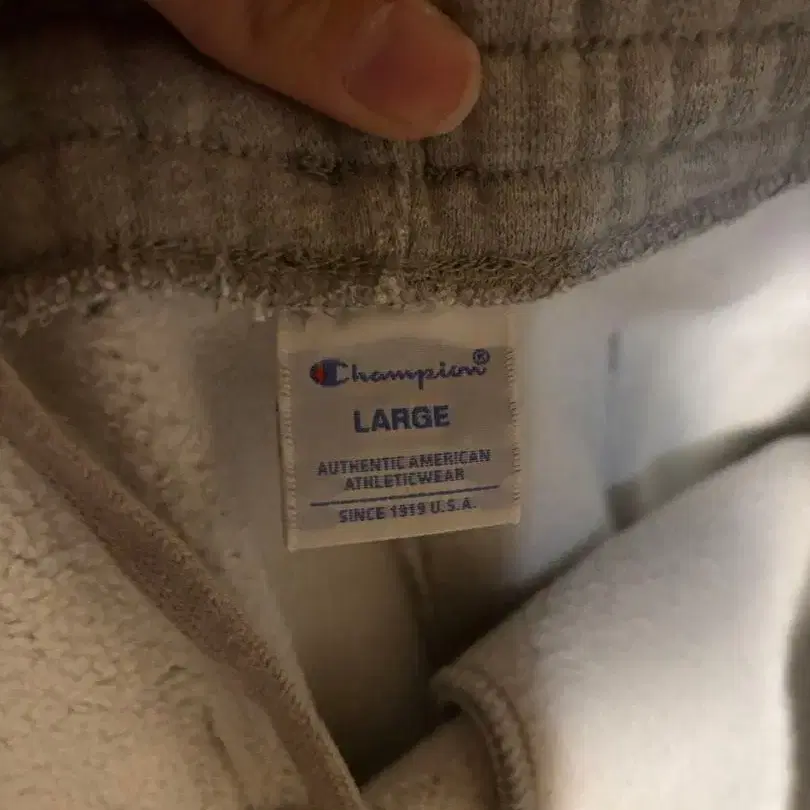 Champion®
LARGE
AUTHENTIC AMERICAN
ATHLETICWEAR
SINCE 1919 U.S.A.